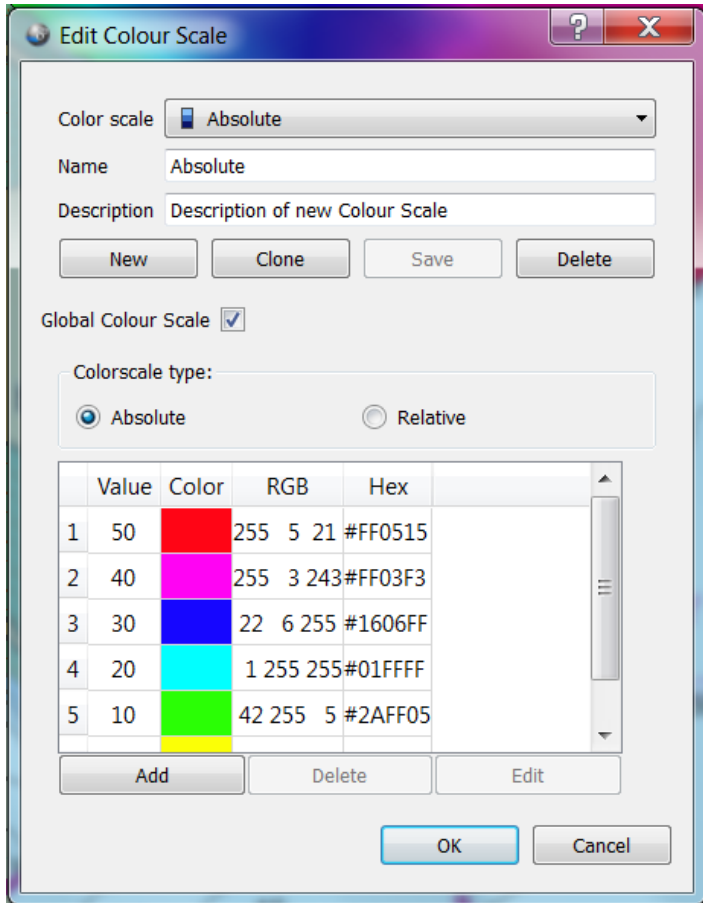 Edit Colour Scale
Color scale Absolute
Name Absolute
Description Description of new Colour Scale
New Clone Save Delete
Global Colour Scale
Colorscale type:
Absolute Relative
Value Color RGB Hex
1 50 255 5 21 #FF0515
2 40 255 3 243 #FF03F3
3 30 22 6 255 #1606FF
4 20 1 255 255 #01FFFF
5 10 42 255 5 #2AFF05
Add Delete Edit
OK Cancel